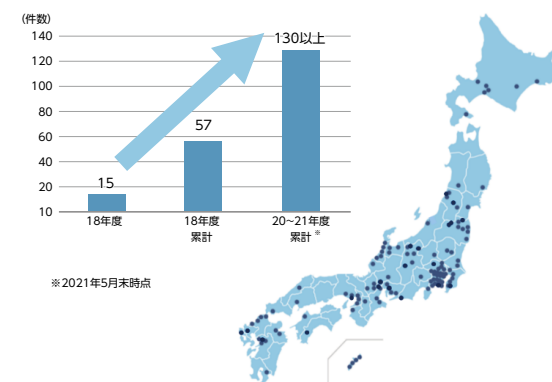 (件数)
140
130以上
120
100
80
57
60
40
15
20
10
18年度
18年度
累計
20~21年度
累計 ※
※2021年5月末時点